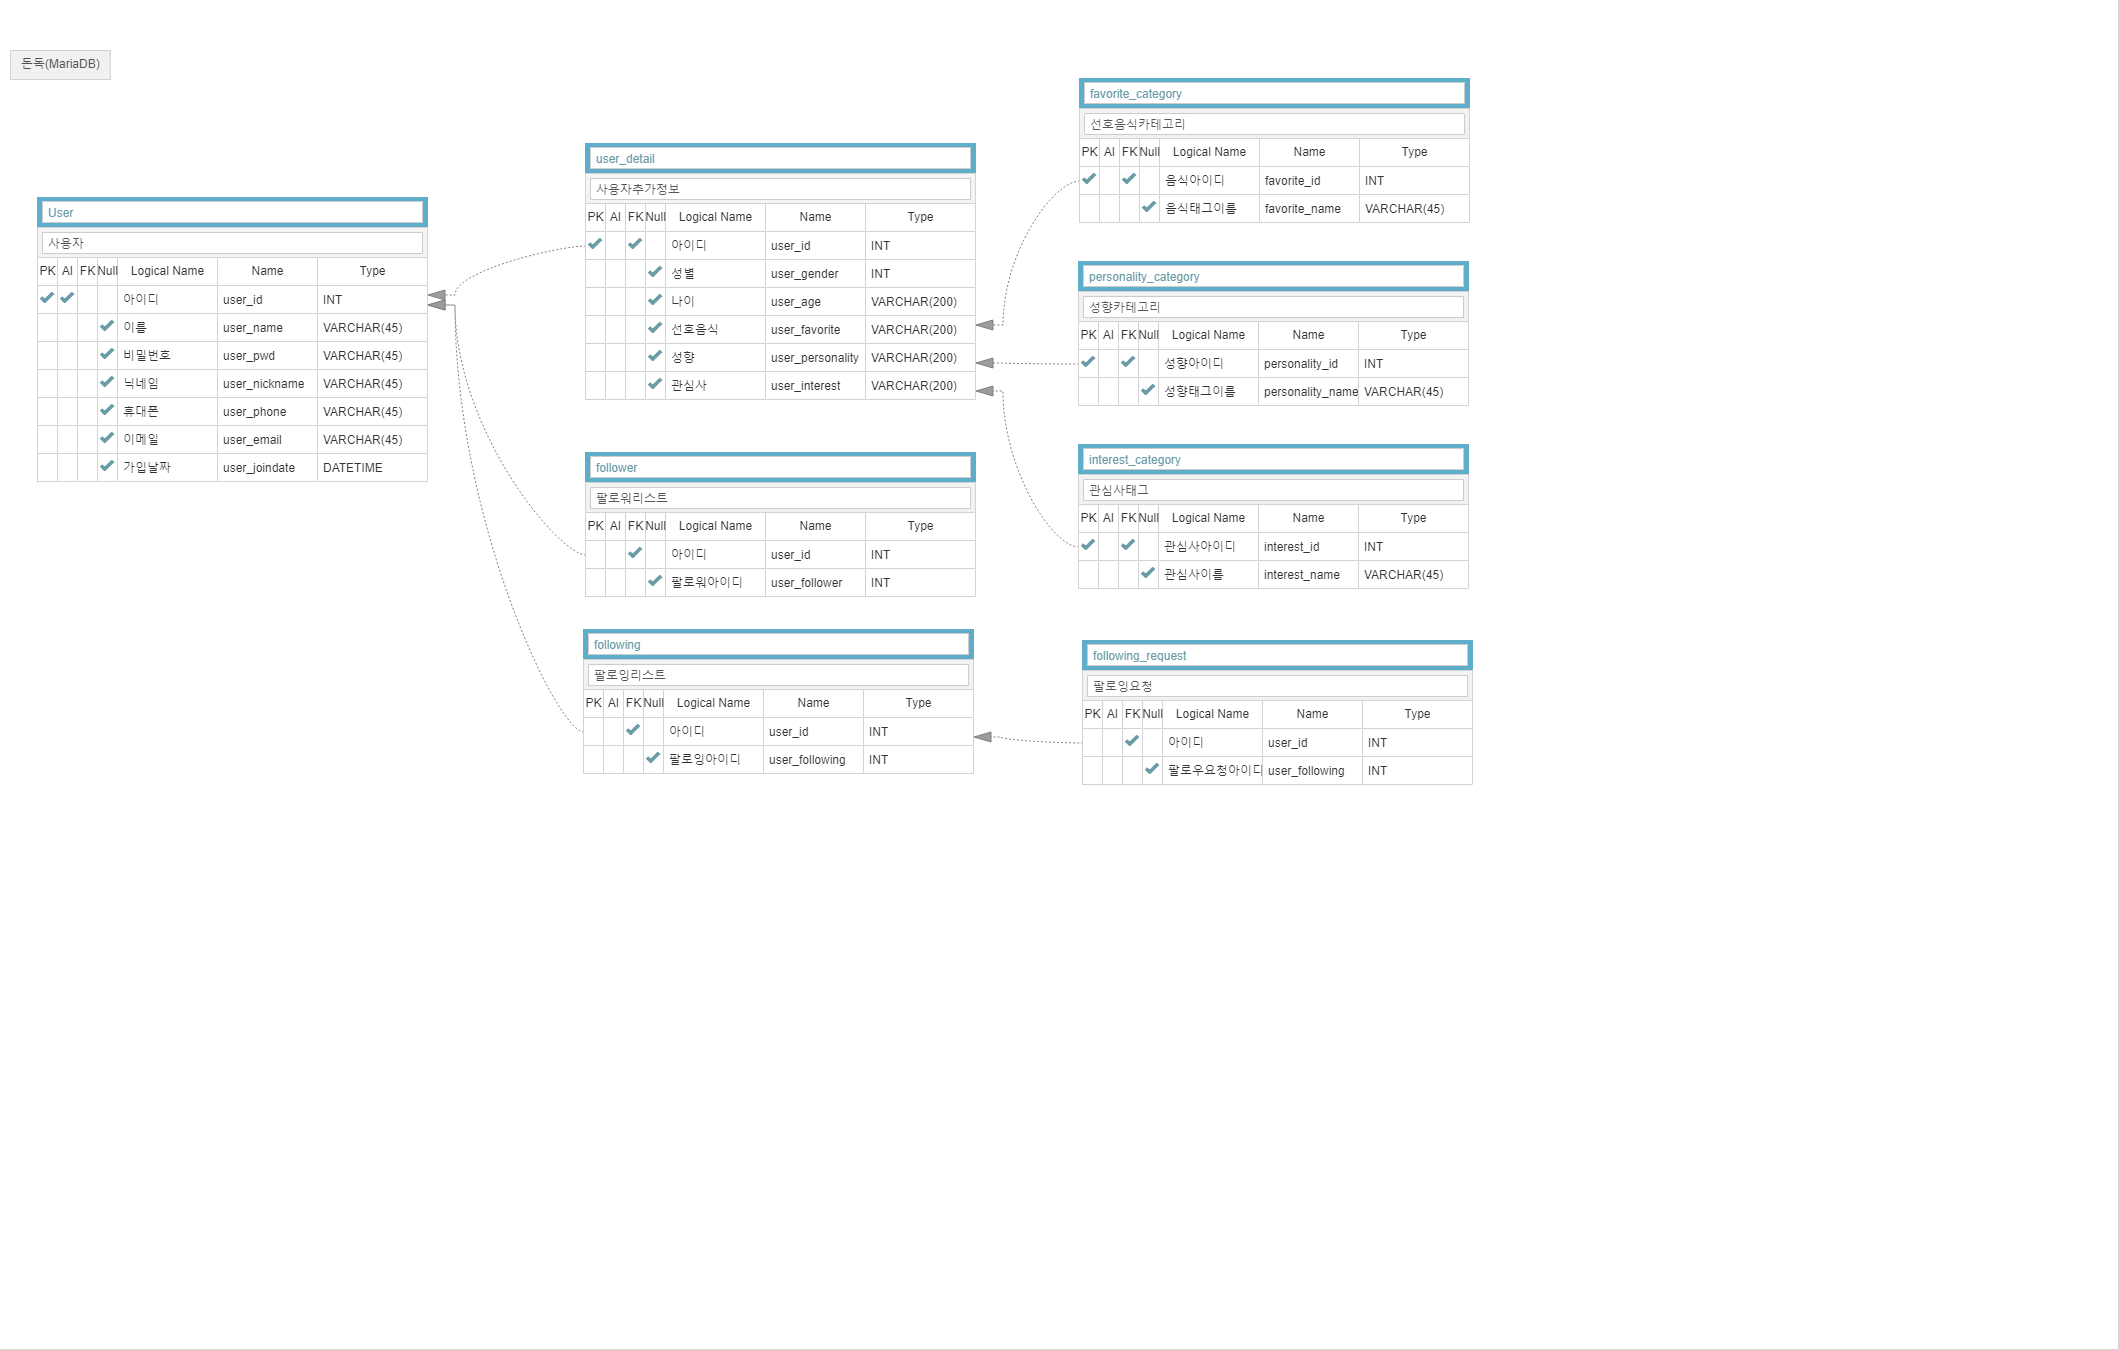 돈독(MariaDB)
User
사용자
PK AI FK Null Logical Name Name Type
아이디 user_id INT
이름 user_name VARCHAR(45)
비밀번호 user_pwd VARCHAR(45)
닉네임 user_nickname VARCHAR(45)
휴대폰 user_phone VARCHAR(45)
이메일 user_email VARCHAR(45)
가입날짜 user_joindate DATETIME
user_detail
사용자추가정보
PK AI FK Null Logical Name Name Type
아이디 user_id INT
성별 user_gender INT
나이 user_age VARCHAR(200)
선호음식 user_favorite VARCHAR(200)
성향 user_personality VARCHAR(200)
관심사 user_interest VARCHAR(200)
follower
팔로워리스트
PK AI FK Null Logical Name Name Type
아이디 user_id INT
팔로워아이디 user_follower INT
following
팔로잉리스트
PK AI FK Null Logical Name Name Type
아이디 user_id INT
팔로잉아이디 user_following INT
favorite_category
선호음식카테고리
PK AI FK Null Logical Name Name Type
음식아이디 favorite_id INT
음식태그이름 favorite_name VARCHAR(45)
personality_category
성향카테고리
PK AI FK Null Logical Name Name Type
성향아이디 personality_id INT
성향태그이름 personality_name VARCHAR(45)
interest_category
관심사태그
PK AI FK Null Logical Name Name Type
관심사아이디 interest_id INT
관심사이름 interest_name VARCHAR(45)
following_request
팔로잉요청
PK AI FK Null Logical Name Name Type
아이디 user_id INT
팔로우요청아이디 user_following INT